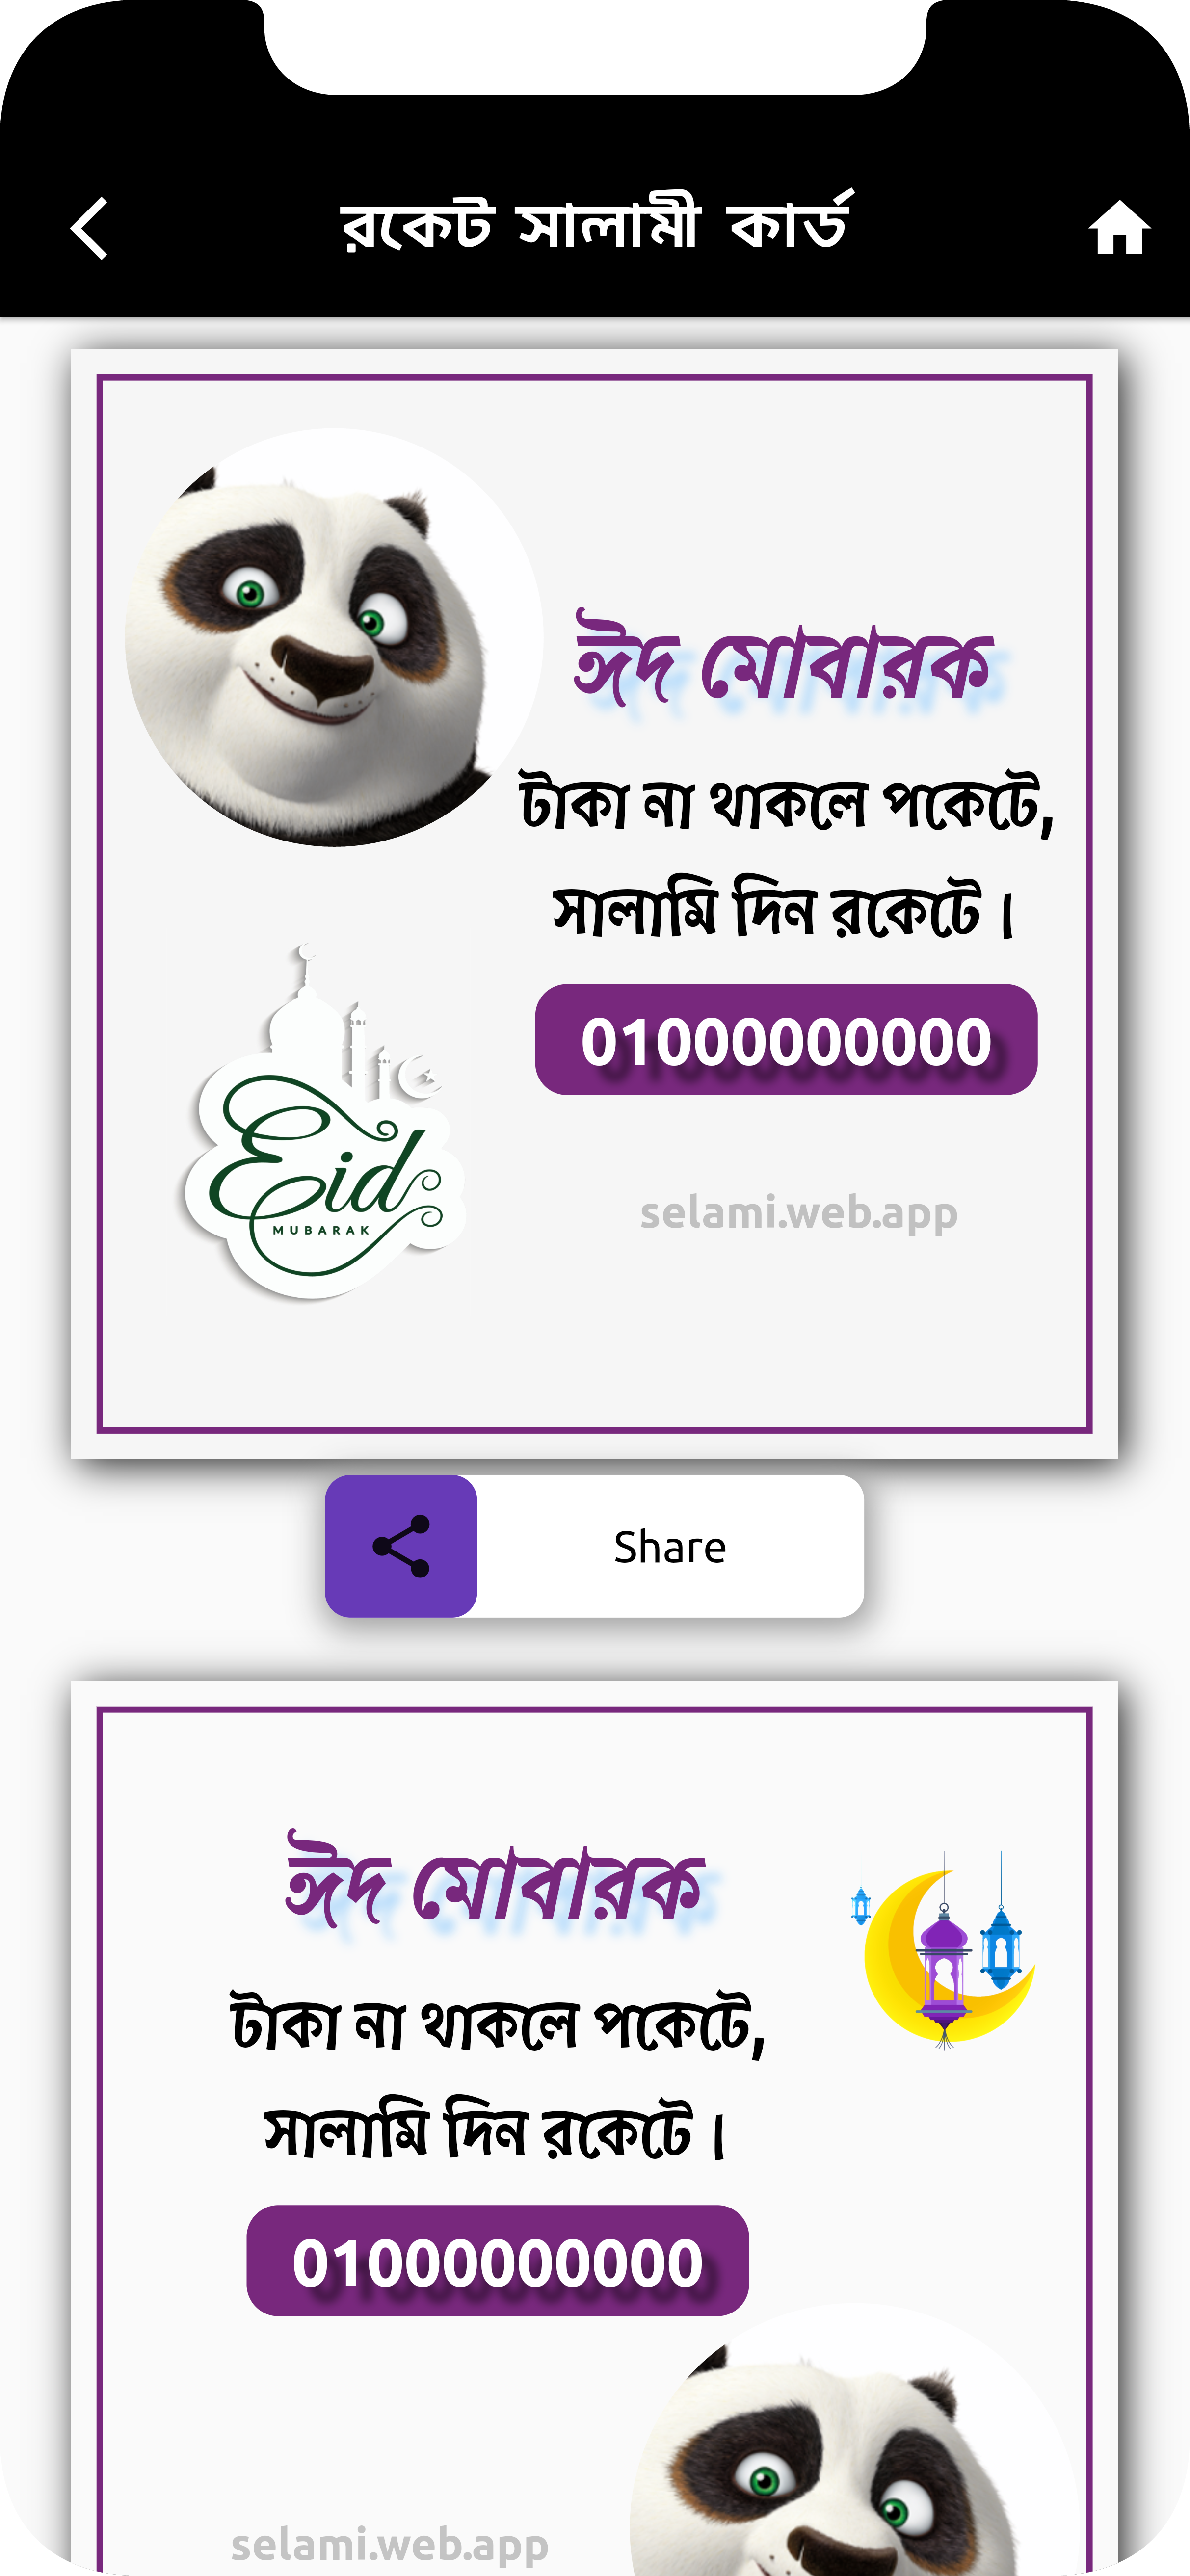 রকেট সালামী কার্ড
ঈদ মোবারক
টাকা না থাকলে পকেটে,
সালামি দিন রকেটে ।
01000000000
Eid
MUBARAK
selami.web.app
Share
ঈদ মোবারক
টাকা না থাকলে পকেটে,
সালামি দিন রকেটে ।
01000000000
selami.web.app